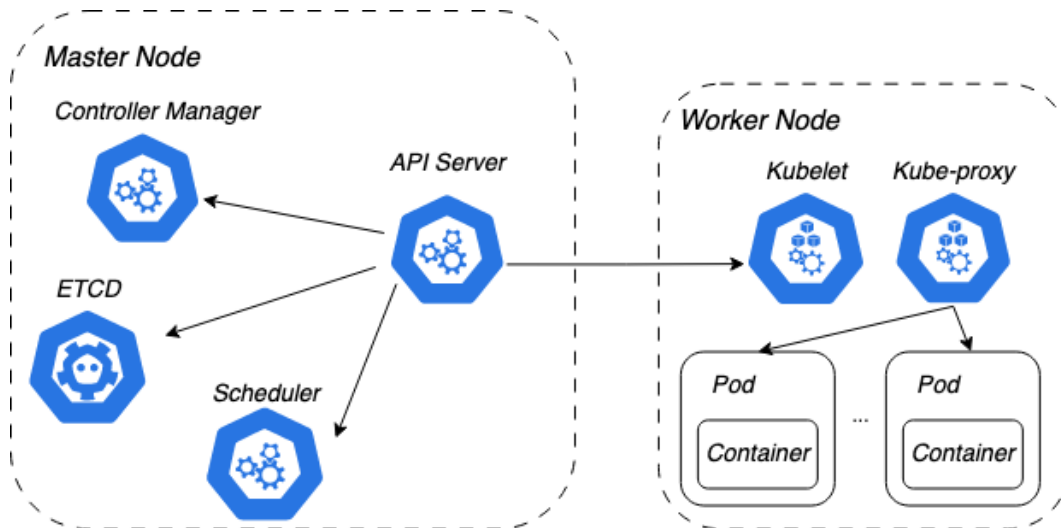 Master Node
Controller Manager
API Server
ETCD
Scheduler
Worker Node
Kubelet
Kube-proxy
Pod
Container
...
Pod
Container